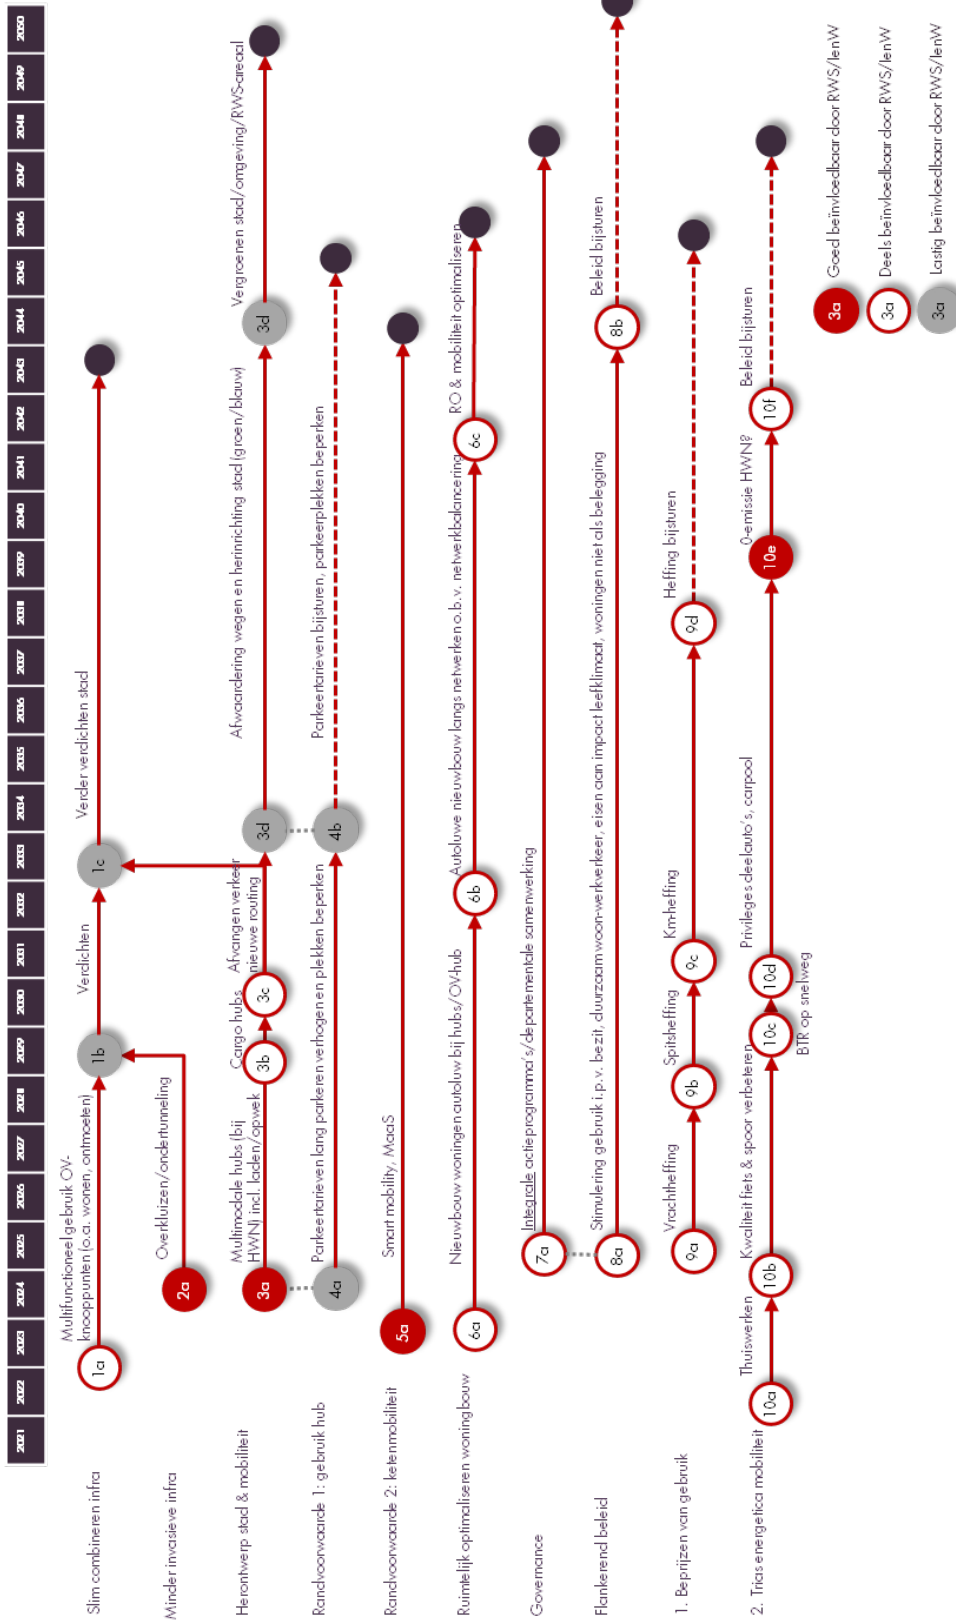 2021 2022 2023 2024 2025 2026 2027 2028 2029 2030 2031 2032 2033 2034 2035 2036 2037 2038 2039 2040 2041 2042 2043 2044 2045 2046 2047 2048 2049 2050
Slim combineren infra
1a
Multifunctioneel gebruik OV-
knooppunten (o.a. wonen, ontmoeten)
1b
Verdichten
1c
Verder verdichten stad
Minder invasieve infra
2a
Overkluizen/ondertunneling
Herontwerp stad & mobiliteit
3a
Multimodale hubs (bij
HWN) incl. laden/opwek
3b
Cargo hubs
3c
Afvangen verkeer
nieuwe routing
3d
Afwaardering wegen en herinrichting stad (groen/blauw)
3d
Vergroenen stad/omgeving/RWS-areaal
Randvoorwaarde 1: gebruik hub
4a
Parkeertarieven lang parkeren verhogen en plekken beperken
4b
Parkeertarieven bijsturen, parkeerplekken beperken
Randvoorwaarde 2: ketenmobiliteit
5a
Smart mobility, MaaS
Ruimtelijk optimaliseren woningbouw
6a
Nieuwbouw woningen autoluw bij hubs/OV-hub
6b
Autoluwe nieuwbouw langs netwerken o.b.v. netwerkbalancering
6c
RO & mobiliteit optimaliseren
Governance
7a
Integrale actieprogramma's/departementale samenwerking
Flankerend beleid
8a
Stimulering gebruik i.p.v. bezit, duurzaam woon-werkverkeer, eisen aan impact leefklimaat, woningen niet als belegging
8b
Beleid bijsturen
1. Beprijzen van gebruik
9a
Vrachtheffing
9b
Spitsheffing
9c
Km-heffing
9d
Heffing bijsturen
2. Trias energetica mobiliteit
10a
Thuiswerken
10b
Kwaliteit fiets & spoor verbeteren
10c
BTR op snelweg
10d
Privileges deelauto's, carpool
10e
0-emissie HWN?
10f
Beleid bijsturen
3a
Goed beïnvloedbaar door RWS/IenW
3a
Deels beïnvloedbaar door RWS/IenW
3a
Lastig beïnvloedbaar door RWS/IenW